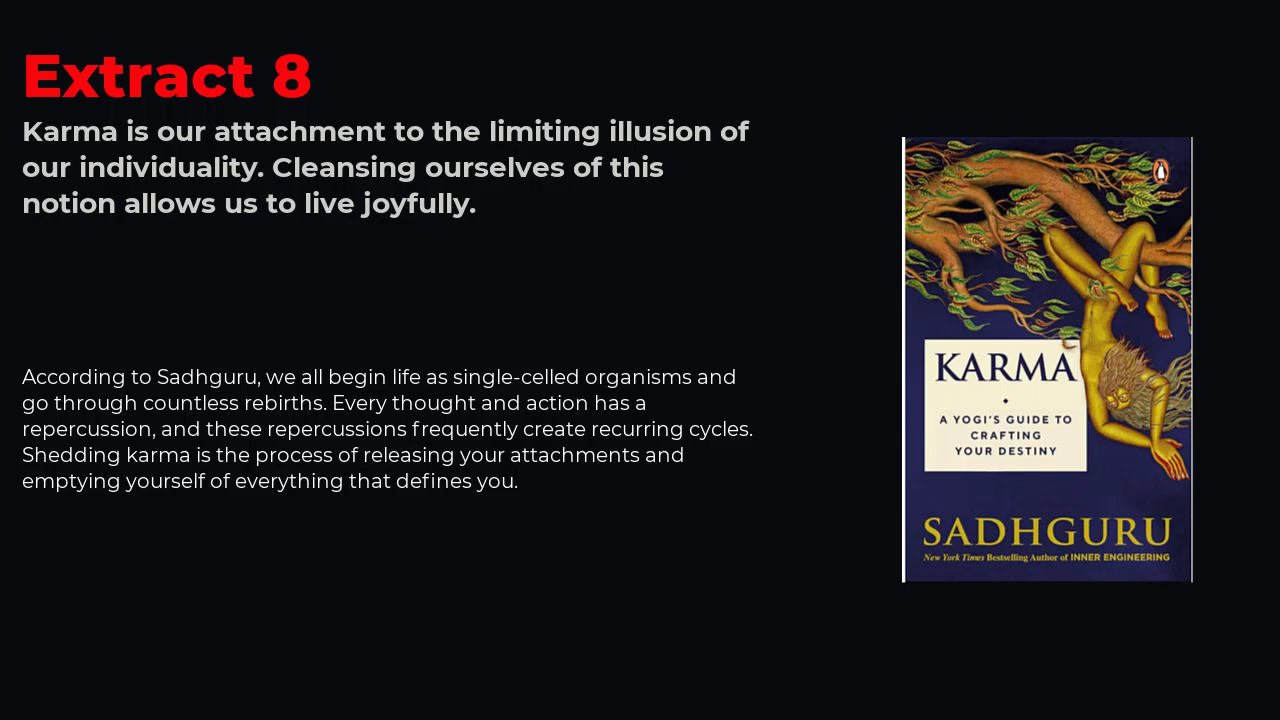 Extract 8
Karma is our attachment to the limiting illusion of
our individuality. Cleansing ourselves of this
notion allows us to live joyfully.
According to Sadhguru, we all begin life as single-celled organisms and
go through countless rebirths. Every thought and action has a
repercussion, and these repercussions frequently create recurring cycles.
Shedding karma is the process of releasing your attachments and
emptying yourself of everything that defines you.
KARMA
A YOGI'S GUIDE TO
CRAFTING
YOUR DESTINY
SADHGURU
New York Times Bestselling Author of INNER ENGINEERING